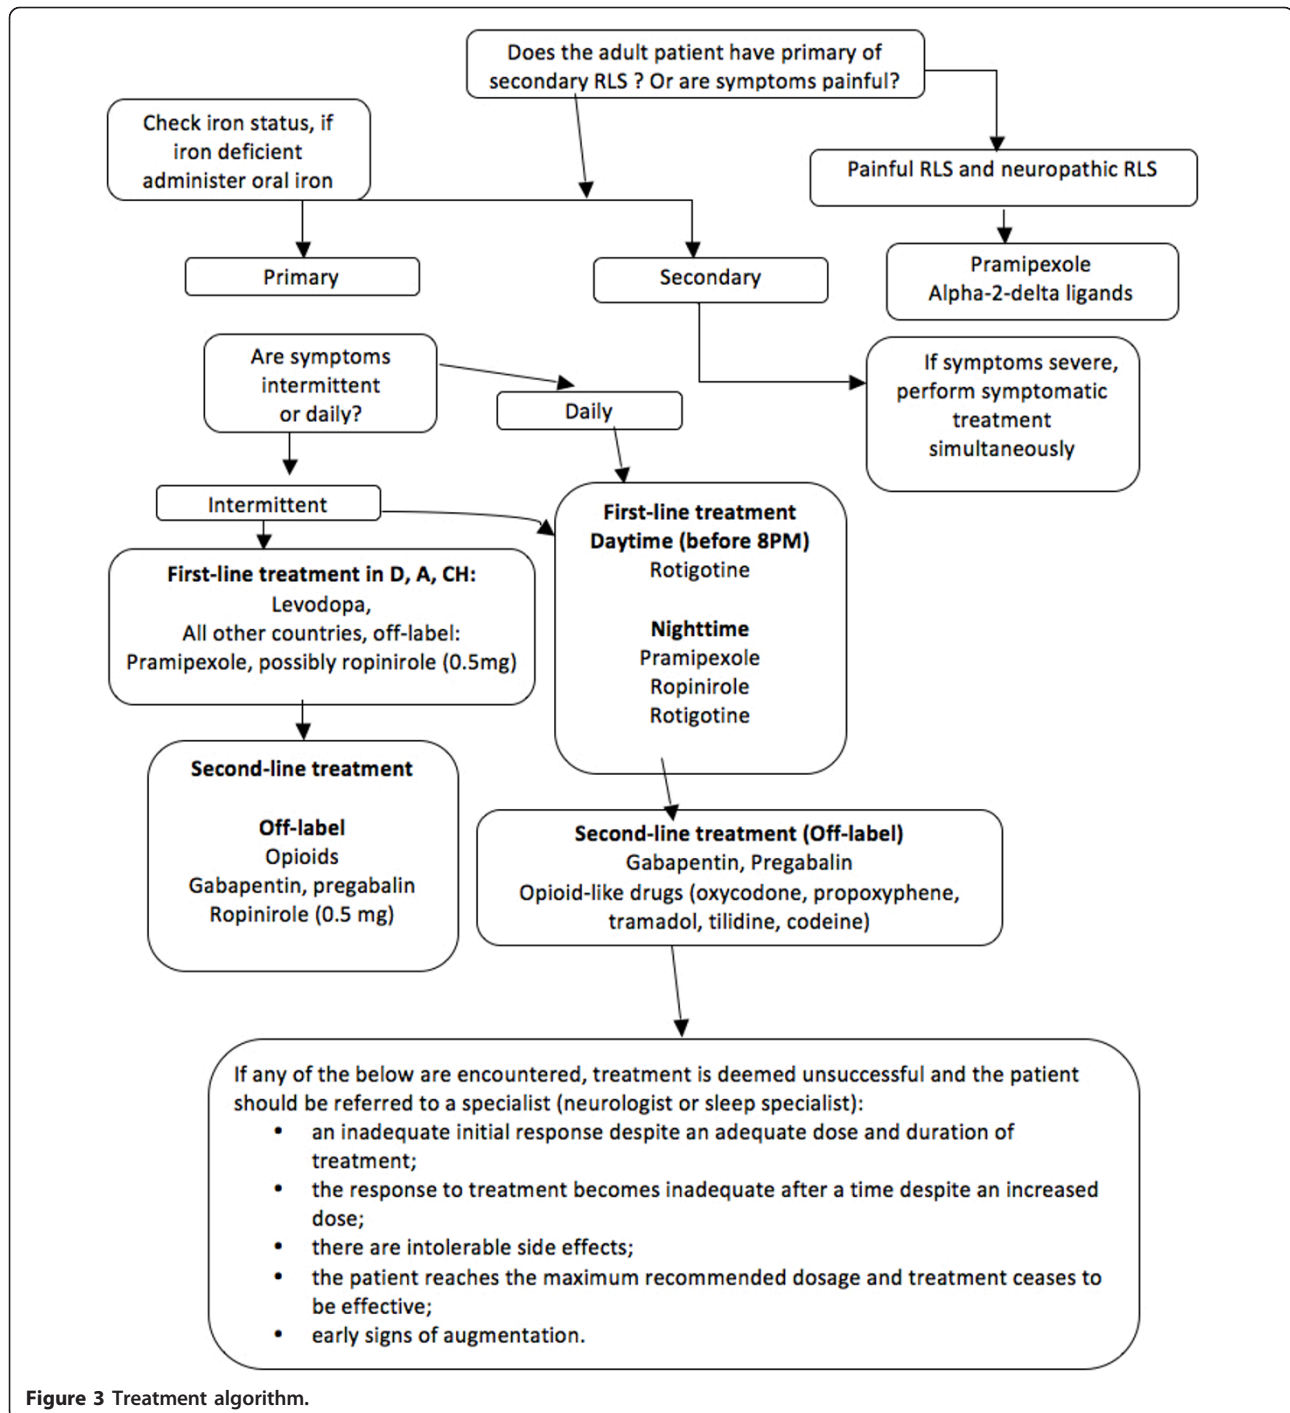 Does the adult patient have primary of
secondary RLS ? Or are symptoms painful?
Check iron status, if
iron deficient
administer oral iron
Painful RLS and neuropathic RLS
Primary
Secondary
Pramipexole
Alpha-2-delta ligands
Are symptoms
intermittent
or daily?
Daily
If symptoms severe,
perform symptomatic
treatment
simultaneously
Intermittent
First-line treatment
Daytime (before 8PM)
Rotigotine
Nighttime
Pramipexole
Ropinirole
Rotigotine
First-line treatment in D, A, CH:
Levodopa,
All other countries, off-label:
Pramipexole, possibly ropinirole (0.5mg)
Second-line treatment
Off-label
Opioids
Gabapentin, pregabalin
Ropinirole (0.5 mg)
Second-line treatment (Off-label)
Gabapentin, Pregabalin
Opioid-like drugs (oxycodone, propoxyphene,
tramadol, tilidine, codeine)
If any of the below are encountered, treatment is deemed unsuccessful and the patient
should be referred to a specialist (neurologist or sleep specialist):
• an inadequate initial response despite an adequate dose and duration of
treatment;
• the response to treatment becomes inadequate after a time despite an increased
dose;
• there are intolerable side effects;
• the patient reaches the maximum recommended dosage and treatment ceases to
be effective;
• early signs of augmentation.
Figure 3 Treatment algorithm.